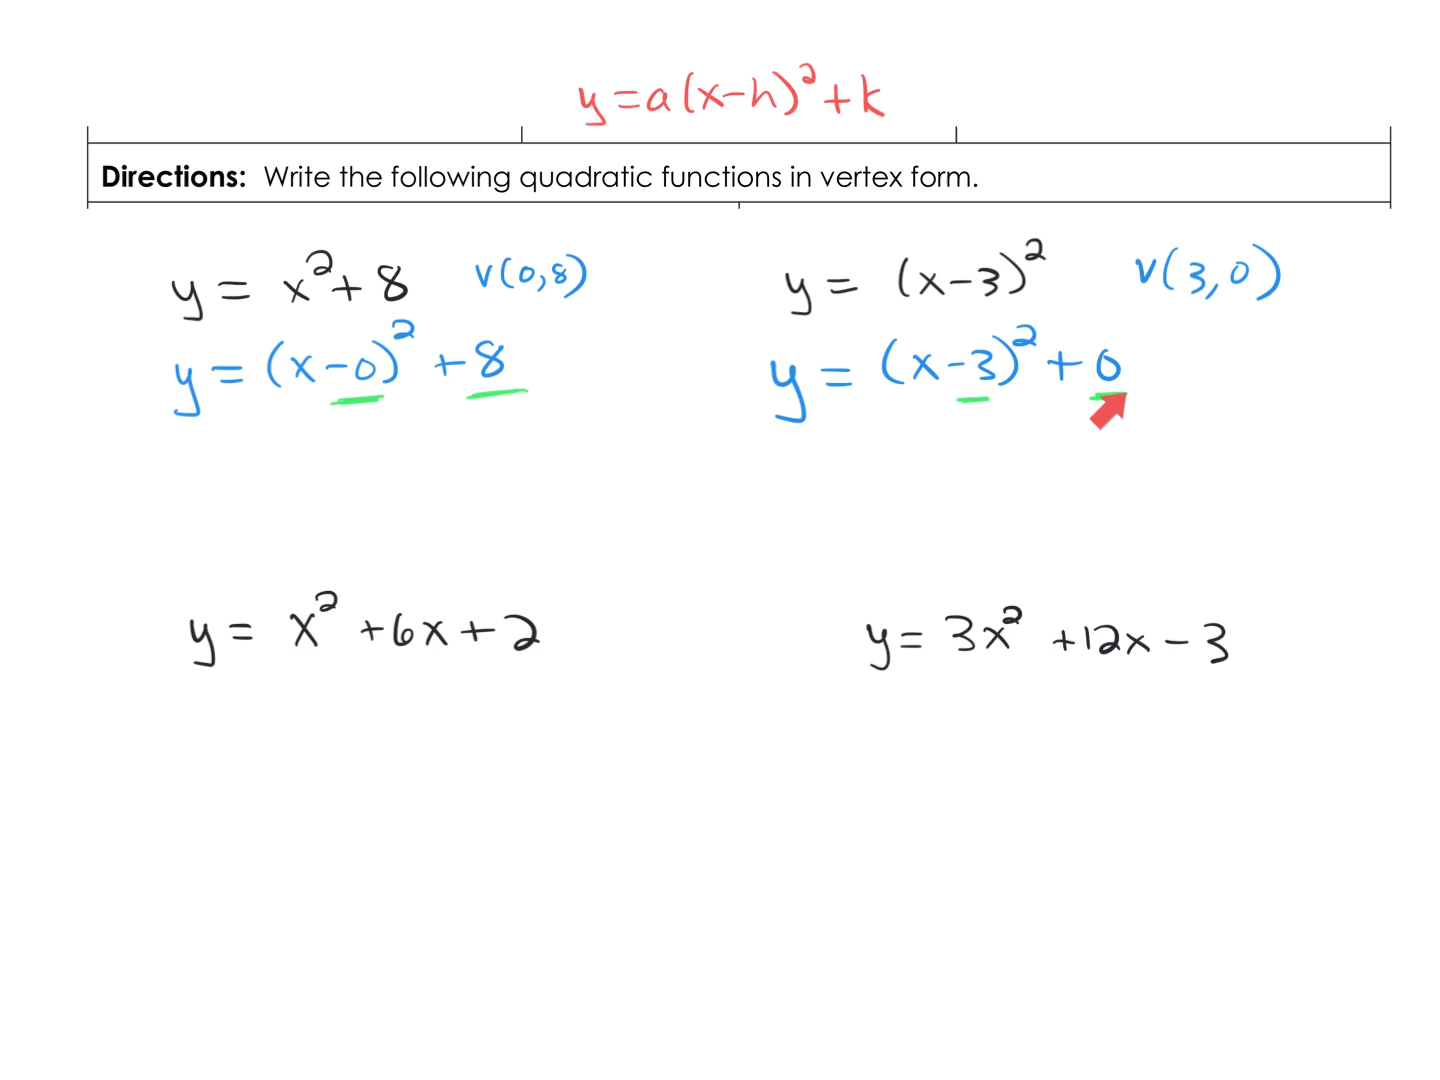 y = a(x-h)² + k
Directions: Write the following quadratic functions in vertex form.
y = x² + 8 V(0,8)
y = (x-0)² + 8
y = (x-3)² V(3,0)
y = (x-3)² + 0
y = x² + 6x + 2
y = 3x² + 12x - 3